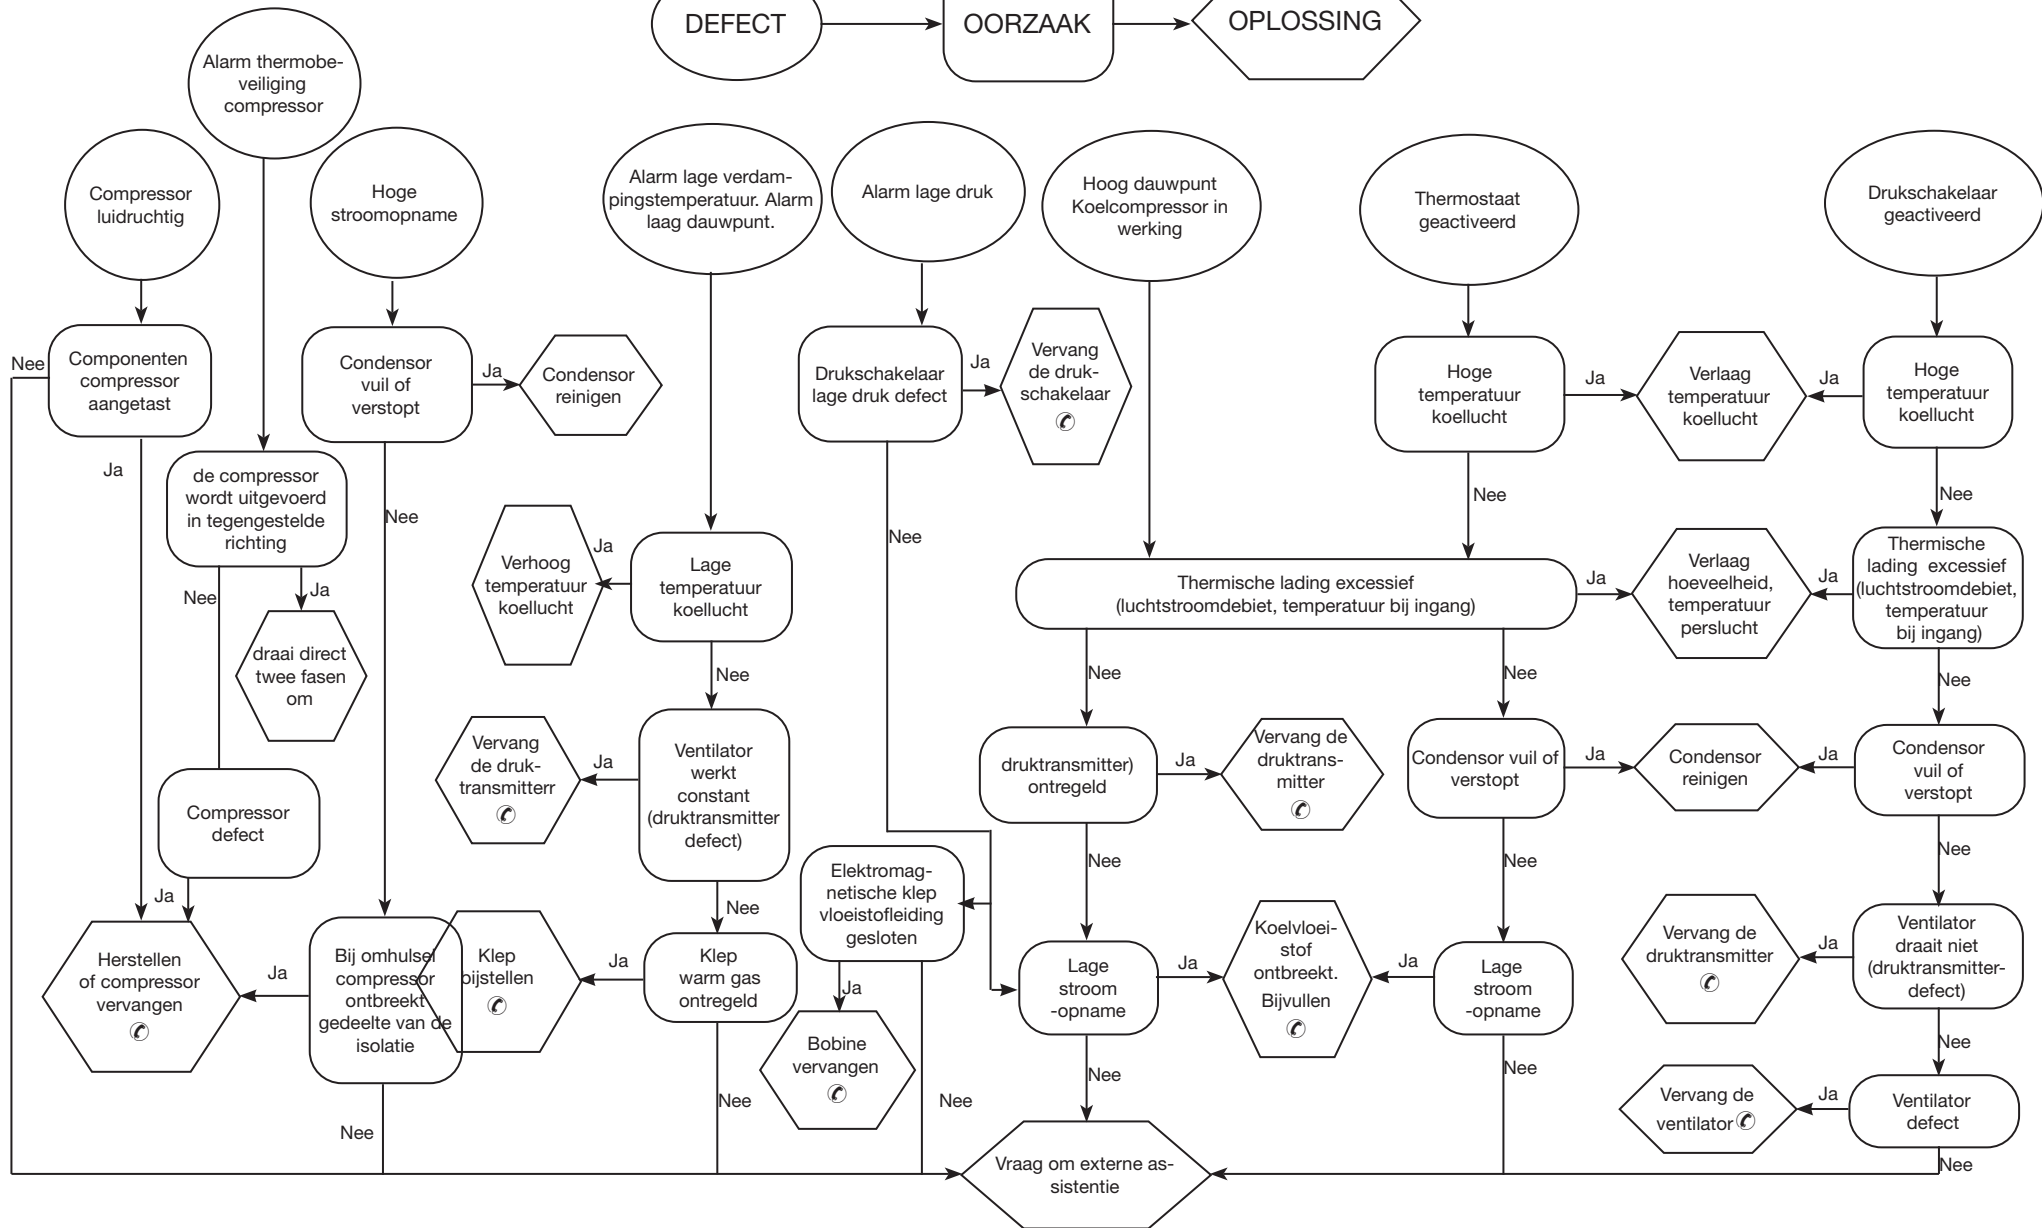 DEFECT
OORZAAK
OPLOSSING
Alarm thermobe-
veiliging
compressor
Compressor
luidruchtig
Hoge
stroomopname
Alarm lage verdam-
pingstemperatuur. Alarm
laag dauwpunt.
Alarm lage druk
Hoog dauwpunt
Koelcompressor in
werking
Thermostaat
geactiveerd
Drukschakelaar
geactiveerd
Nee
Componenten
compressor
aangetast
Condensor
vuil of
verstopt
Ja
Condensor
reinigen
Drukschakelaar
lage druk defect
Ja
Vervang
de druk-
schakelaar
Hoge
temperatuur
koellucht
Ja
Verlaag
temperatuur
koellucht
Ja
Hoge
temperatuur
koellucht
Ja
de compressor
wordt uitgevoerd
in tegengestelde
richting
Nee
Nee
Nee
Nee
Verhoog
temperatuur
koellucht
Ja
Lage
temperatuur
koellucht
Thermische lading excessief
(luchtstroomdebiet, temperatuur bij ingang)
Ja
Verlaag
hoeveelheid,
temperatuur
perslucht
Ja
Thermische
lading excessief
(luchtstroomdebiet,
temperatuur
bij ingang)
Nee
Ja
draai direct
twee fasen
om
Nee
Nee
Nee
Nee
Vervang
de druk-
transmitterr
Ja
Ventilator
werkt
constant
(druktransmitter
defect)
druktransmitter)
ontregeld
Ja
Vervang de
druktrans-
mitter
Condensor vuil of
verstopt
Ja
Condensor
reinigen
Ja
Condensor
vuil of
verstopt
Compressor
defect
Nee
Nee
Nee
Ja
Nee
Elektromag-
netische klep
vloeistofleiding
gesloten
Herstellen
of compressor
vervangen
Ja
Bij omhulsel
compressor
ontbreekt
gedeelte van de
isolatie
Klep
bijstellen
Ja
Klep
warm gas
ontregeld
Ja
Lage
stroom
-opname
Ja
Koelvloei-
stof
ontbreekt.
Bijvullen
Ja
Lage
stroom
-opname
Vervang de
druktransmitter
Ja
Ventilator
draait niet
(druktransmitter-
defect)
Bobine
vervangen
Nee
Nee
Nee
Nee
Nee
Nee
Vervang de
ventilator
Ja
Ventilator
defect
Vraag om externe as-
sistentie
Nee